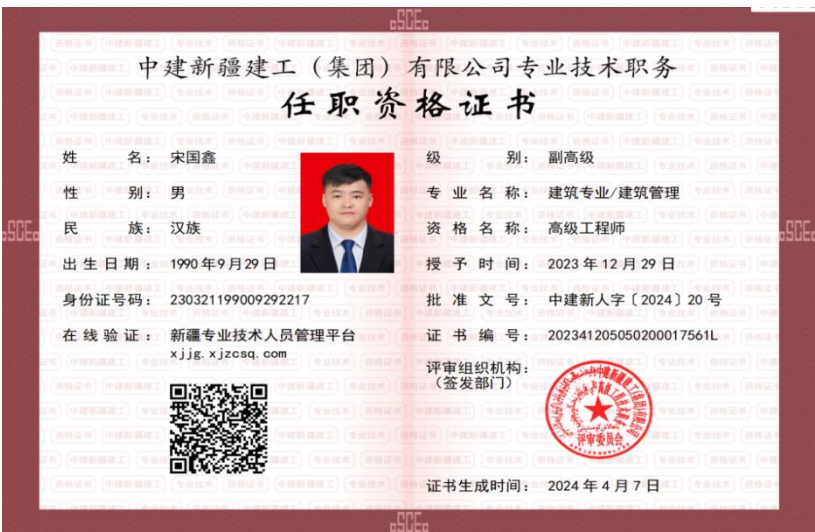 中建新疆建工（集团）有限公司专业技术职务
任职资格证书
姓名：宋国鑫
性别：男
民族：汉族
出生日期：1990年9月29日
身份证号码：230321199009292217
在线验证：新疆专业技术人员管理平台
xjjg.xjzcsq.com
级别：副高级
专业名称：建筑专业/建筑管理
资格名称：高级工程师
授予时间：2023年12月29日
批准文号：中建新人字〔2024〕20号
证书编号：202341205050200017561L
评审组织机构：
（签发部门）
评审委员会
证书生成时间：2024年4月7日